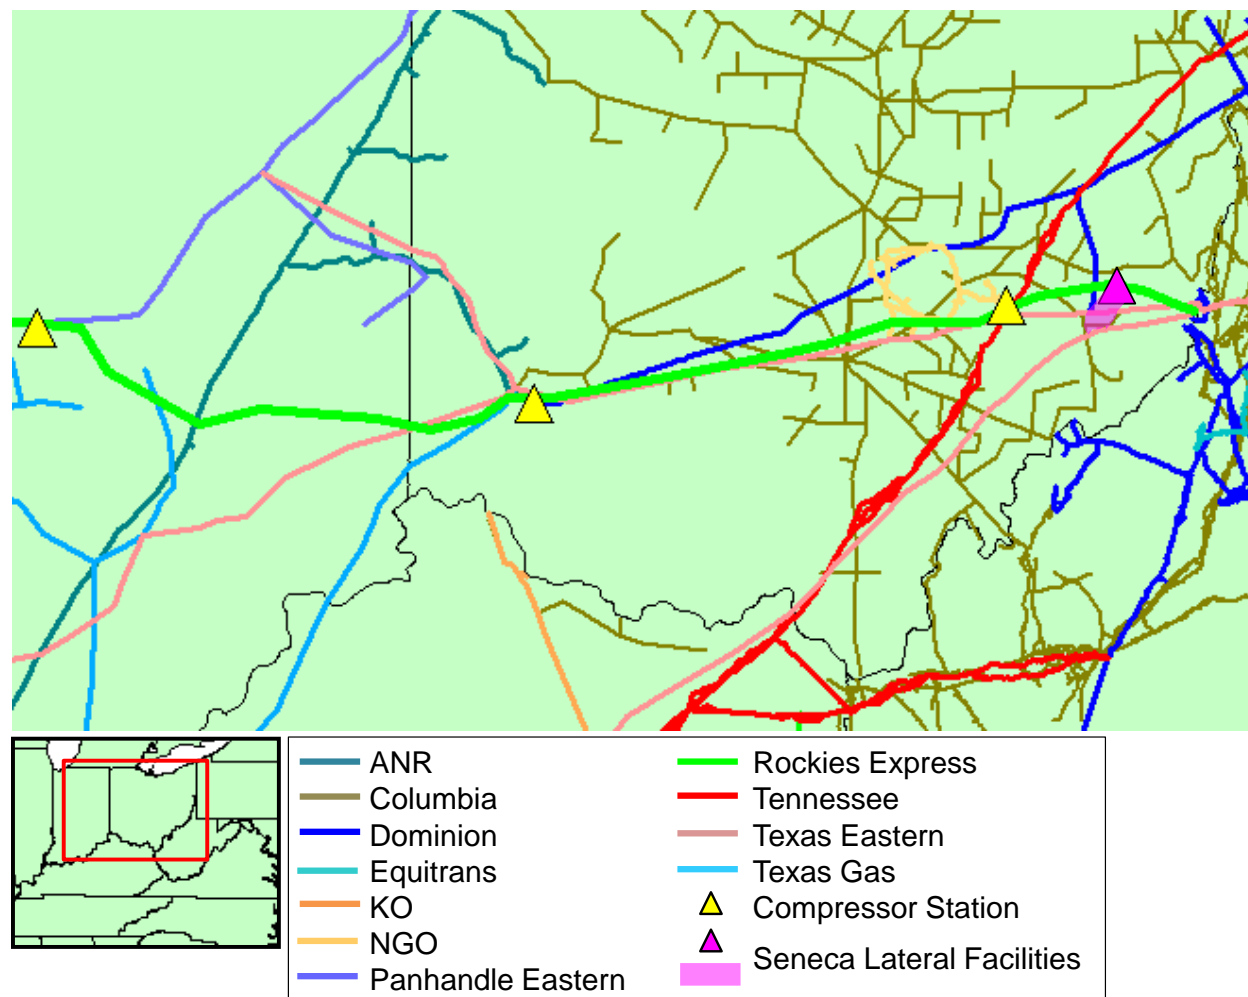 ANR
Columbia
Dominion
Equitrans
KO
NGO
Panhandle Eastern
Rockies Express
Tennessee
Texas Eastern
Texas Gas
Compressor Station
Seneca Lateral Facilities